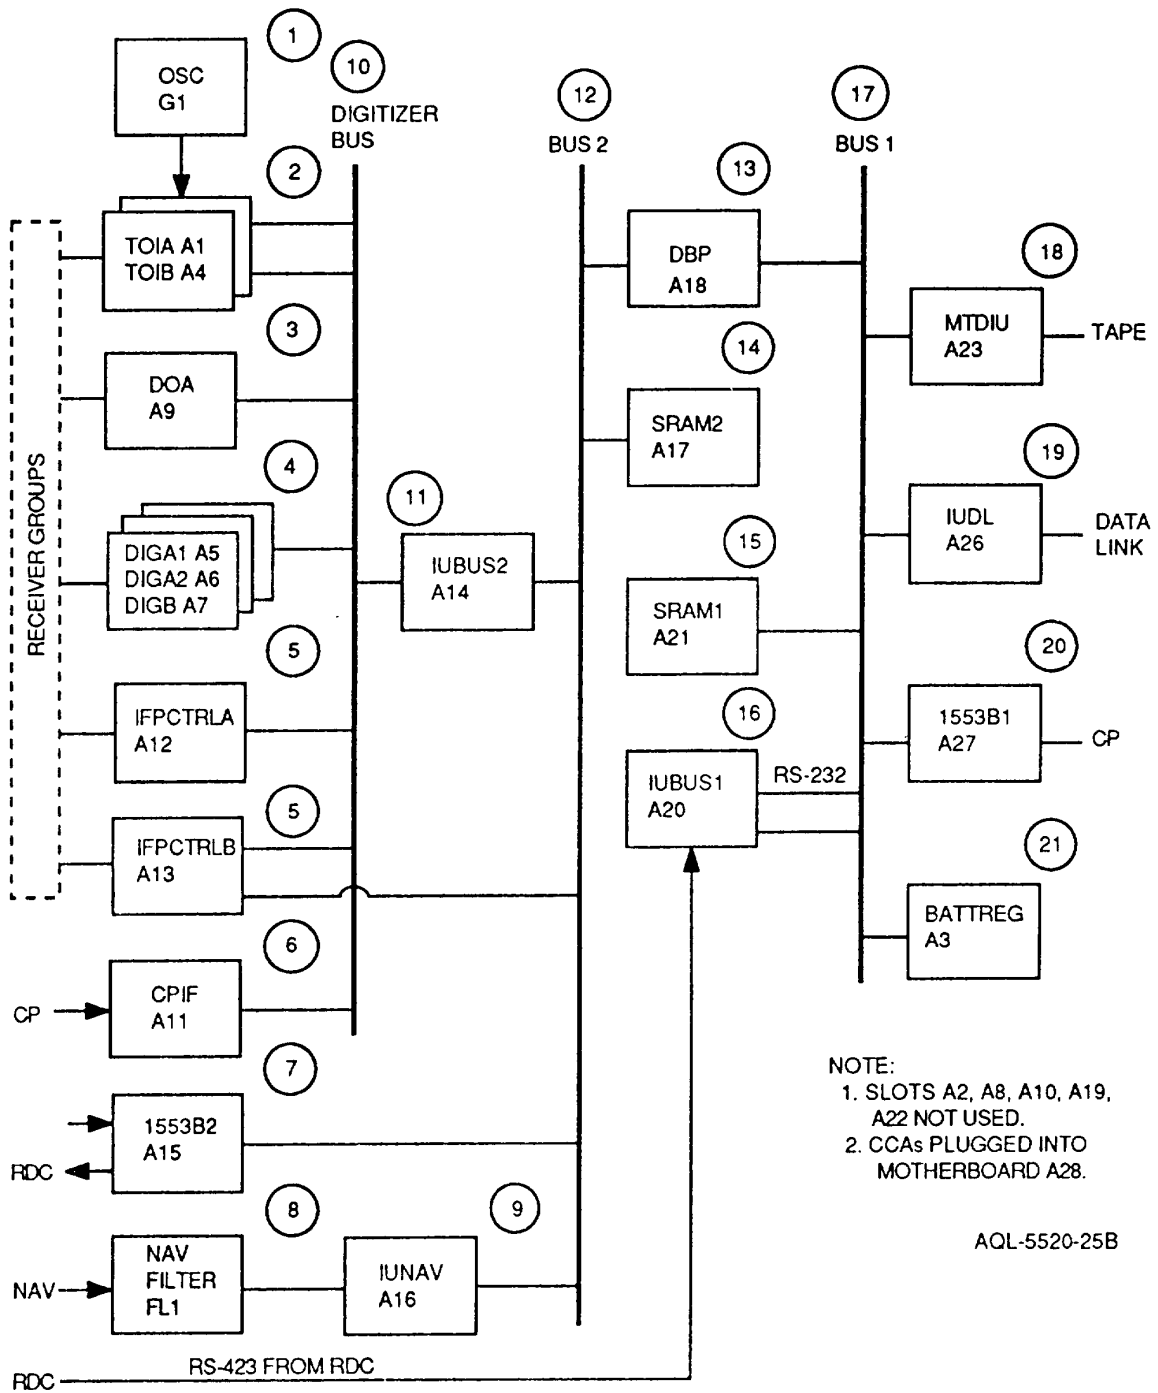 1
OSC
G1
10
DIGITIZER
BUS
12
BUS 2
17
BUS 1
2
TOIA A1
TOIB A4
13
DBP
A18
18
MTDIU
A23
TAPE
3
DOA
A9
14
SRAM2
A17
RECEIVER GROUPS
4
DIGA1 A5
DIGA2 A6
DIGB A7
11
IUBUS2
A14
19
IUDL
A26
DATA
LINK
15
SRAM1
A21
5
IFPCTRLA
A12
20
1553B1
A27
CP
16
IUBUS1
A20
RS-232
5
IFPCTRLB
A13
21
BATTREG
A3
6
CP
CPIF
A11
7
1553B2
A15
RDC
8
NAV
NAV
FILTER
FL1
9
IUNAV
A16
RDC
RS-423 FROM RDC
NOTE:
1. SLOTS A2, A8, A10, A19,
A22 NOT USED.
2. CCAs PLUGGED INTO
MOTHERBOARD A28.
AQL-5520-25B